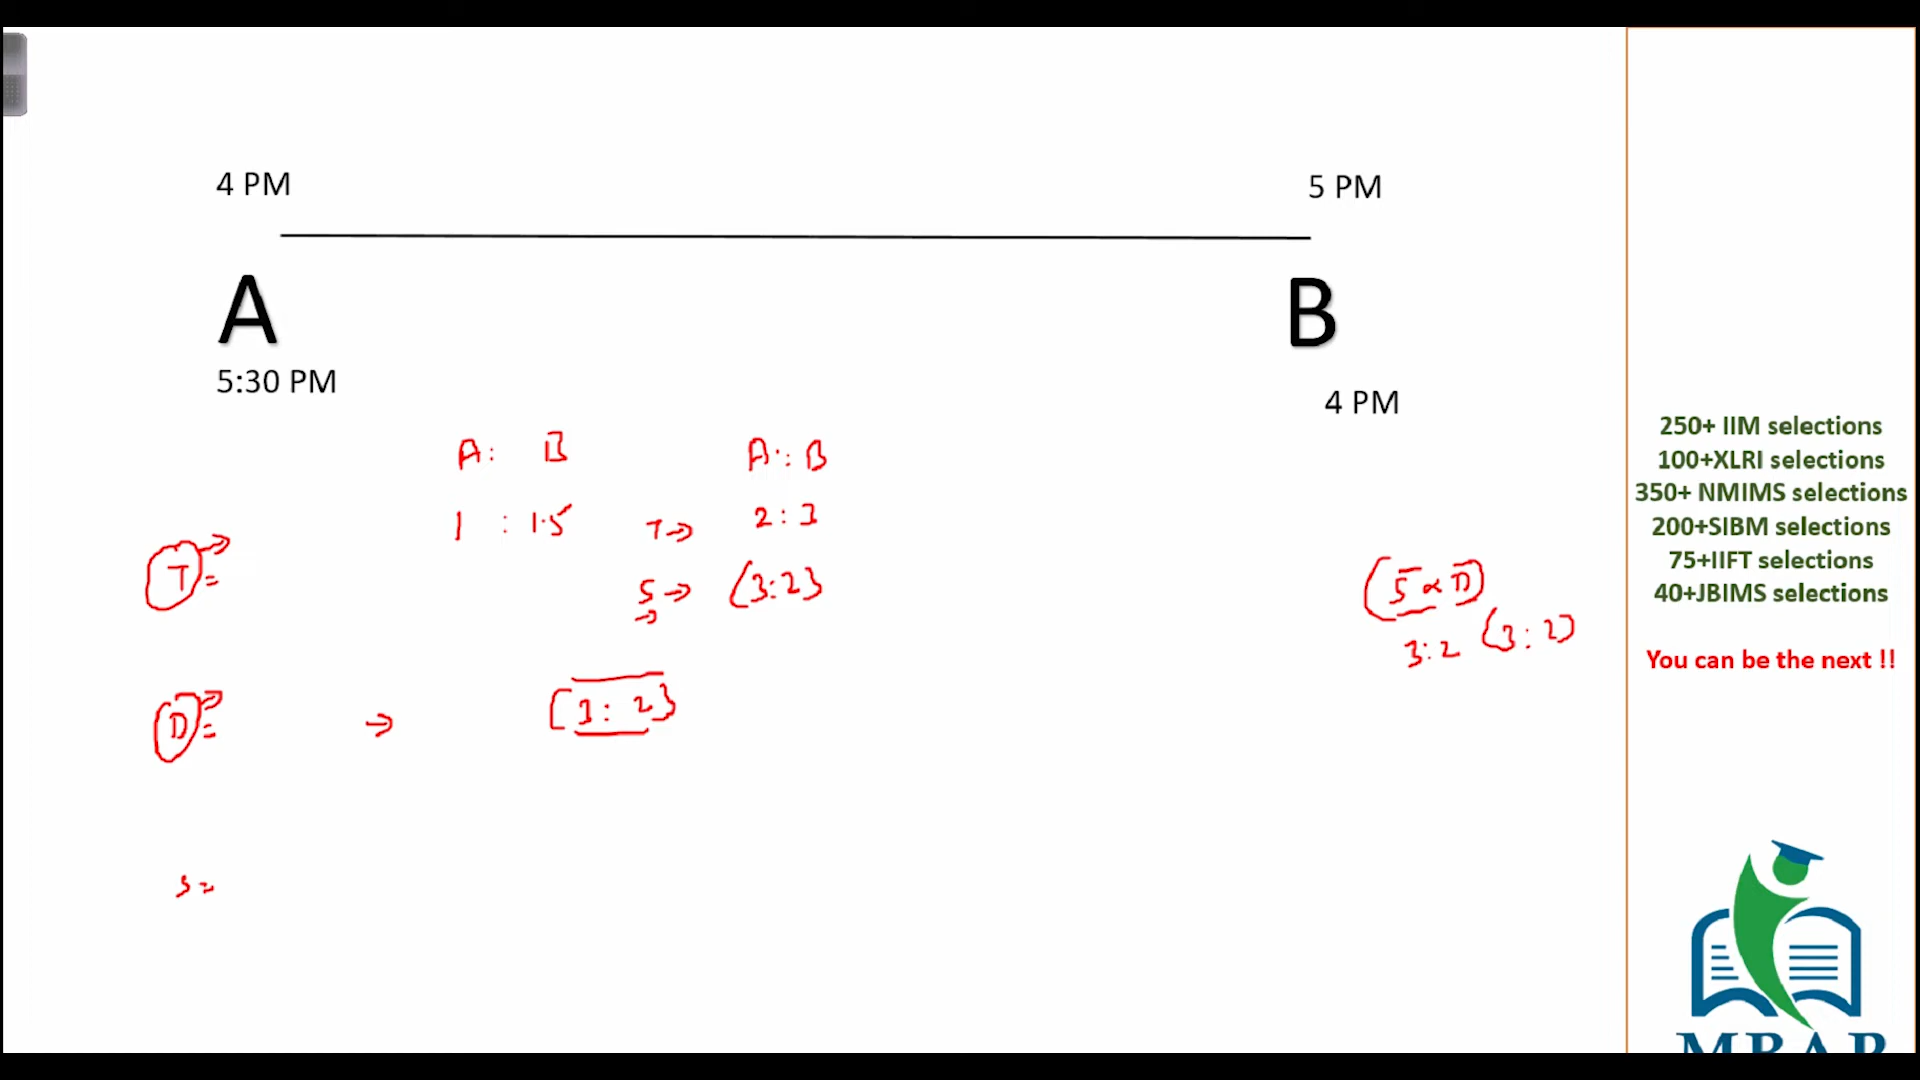 4 PM
5 PM
A
B
5:30 PM
4 PM
A: B
A:B
1 : 1.5
T→ 2:3
T=
S→ (3:2)
(S ∝ D)
3:2 (3:2)
D= → [3:2}
S=
250+ IIM selections
100+XLRI selections
350+ NMIMS selections
200+SIBM selections
75+IIFT selections
40+JBIMS selections
You can be the next !!